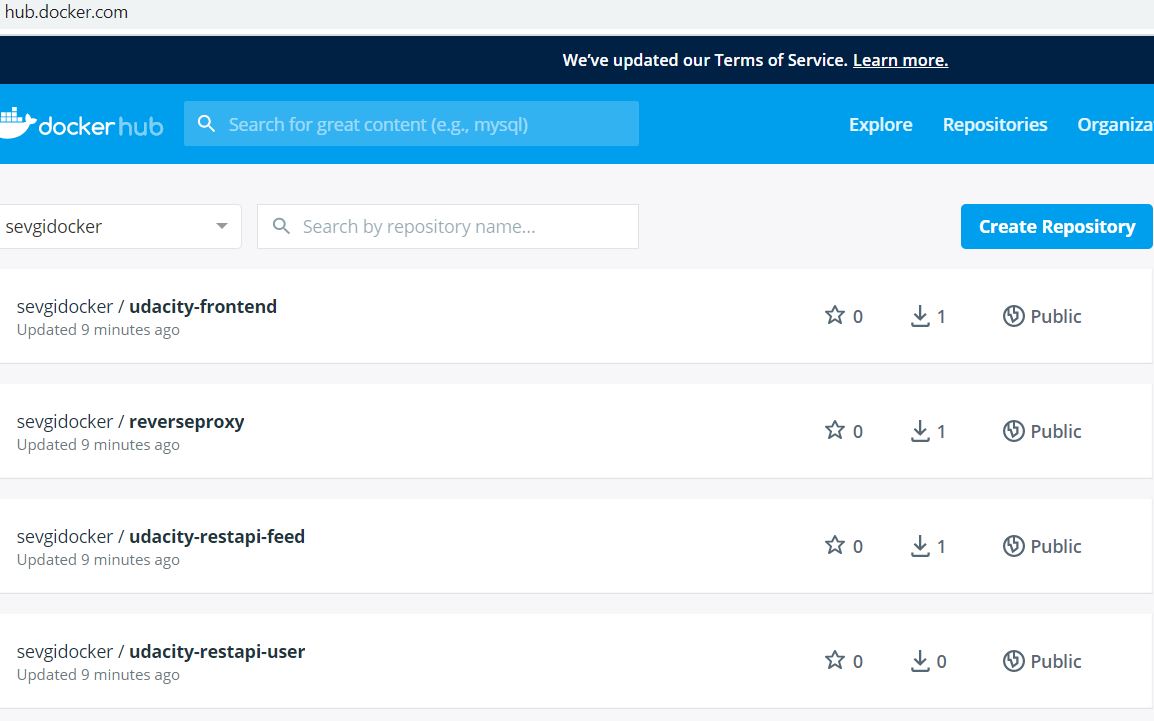 hub.docker.com
We've updated our Terms of Service. Learn more.
docker hub
Search for great content (e.g., mysql)
Explore
Repositories
Organiza
sevgidocker
Search by repository name...
Create Repository
sevgidocker / udacity-frontend
Updated 9 minutes ago
0
1
Public
sevgidocker / reverseproxy
Updated 9 minutes ago
0
1
Public
sevgidocker / udacity-restapi-feed
Updated 9 minutes ago
0
1
Public
sevgidocker / udacity-restapi-user
Updated 9 minutes ago
0
0
Public